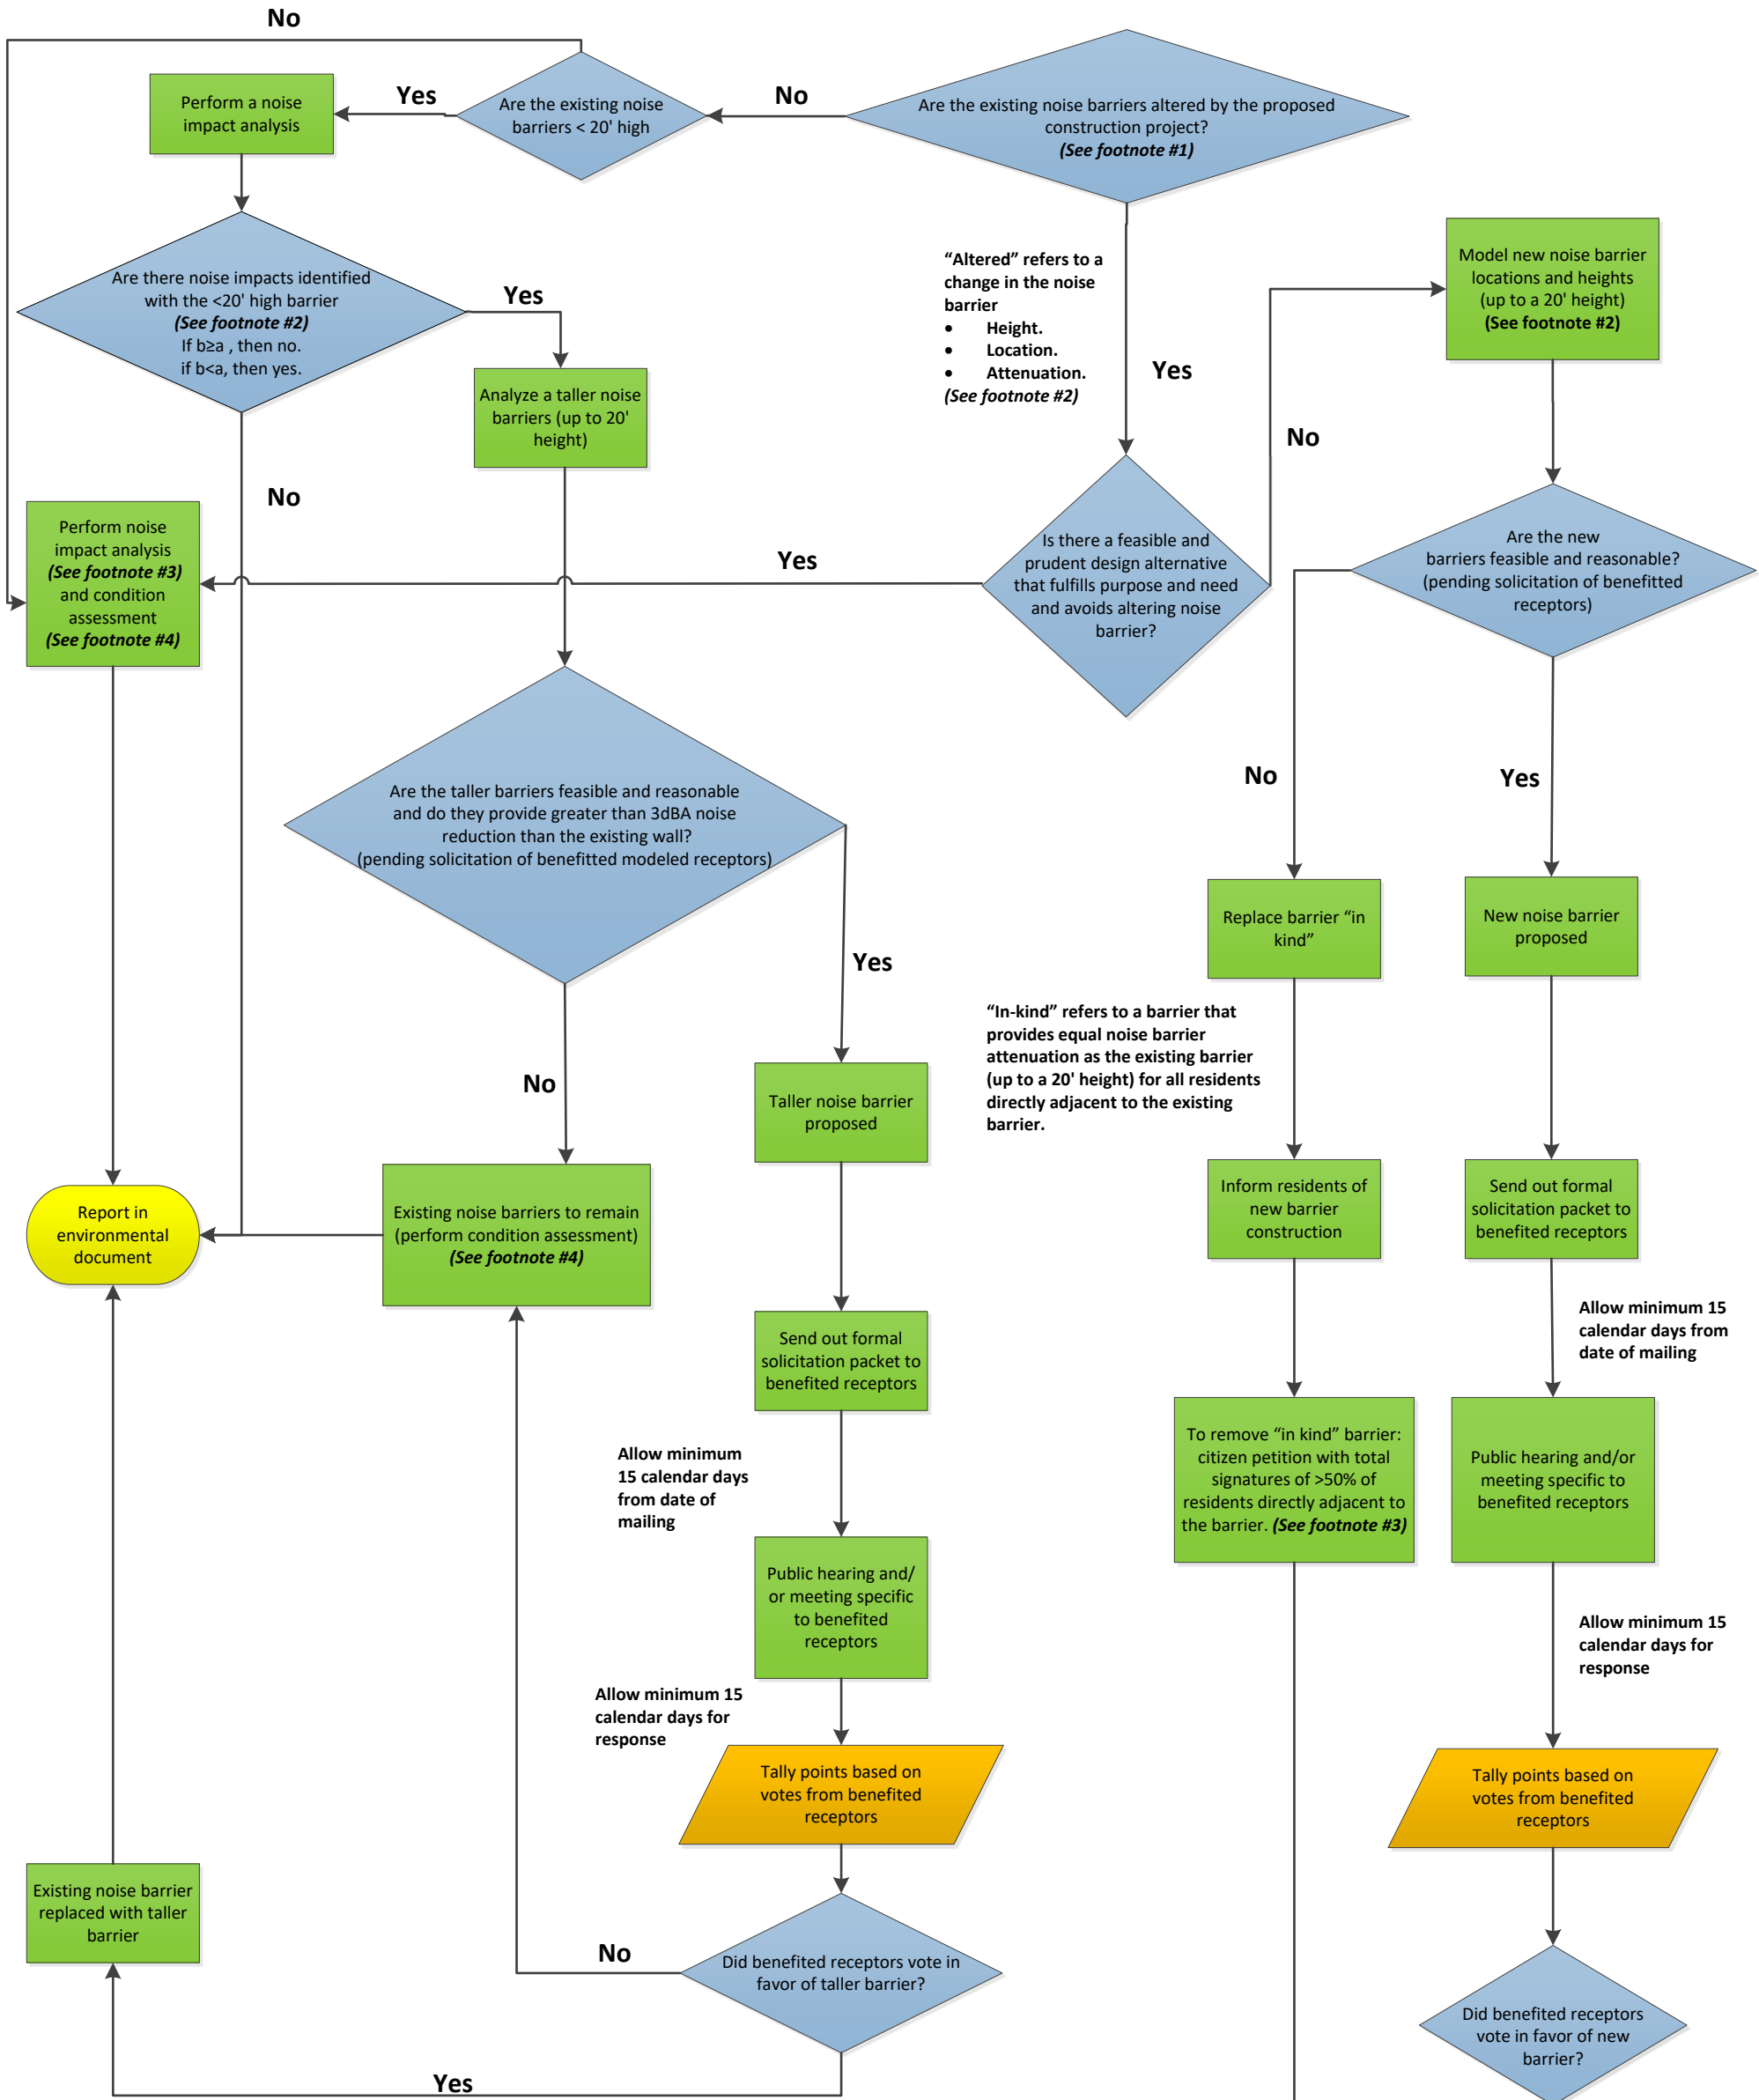 No
Perform a noise
impact analysis
Yes
Are the existing noise
barriers < 20' high
No
Are the existing noise barriers altered by the proposed
construction project?
(See footnote #1)
Are there noise impacts identified
with the <20' high barrier
(See footnote #2)
If b≥a , then no.
if b<a, then yes.
Yes
"Altered" refers to a
change in the noise
barrier
• Height.
• Location.
• Attenuation.
(See footnote #2)
Yes
Model new noise barrier
locations and heights
(up to a 20' height)
(See footnote #2)
Analyze a taller noise
barriers (up to 20'
height)
No
No
Perform noise
impact analysis
(See footnote #3)
and condition
assessment
(See footnote #4)
Yes
Is there a feasible and
prudent design alternative
that fulfills purpose and need
and avoids altering noise
barrier?
Are the new
barriers feasible and reasonable?
(pending solicitation of benefitted
receptors)
Are the taller barriers feasible and reasonable
and do they provide greater than 3dBA noise
reduction than the existing wall?
(pending solicitation of benefitted modeled receptors)
No
Yes
Yes
No
Replace barrier “in
kind”
New noise barrier
proposed
“In-kind” refers to a barrier that
provides equal noise barrier
attenuation as the existing barrier
(up to a 20' height) for all residents
directly adjacent to the existing
barrier.
Taller noise barrier
proposed
Report in
environmental
document
Existing noise barriers to remain
(perform condition assessment)
(See footnote #4)
Inform residents of
new barrier
construction
Send out formal
solicitation packet to
benefited receptors
Allow minimum 15
calendar days from
date of mailing
Send out formal
solicitation packet to
benefited receptors
Allow minimum
15 calendar days
from date of
mailing
To remove “in kind” barrier:
citizen petition with total
signatures of >50% of
residents directly adjacent to
the barrier. (See footnote #3)
Public hearing and/or
meeting specific to
benefited receptors
Public hearing and/
or meeting specific
to benefited
receptors
Allow minimum 15
calendar days for
response
Allow minimum 15
calendar days for
response
Tally points based on
votes from benefited
receptors
Tally points based on
votes from benefited
receptors
Existing noise barrier
replaced with taller
barrier
No
Did benefited receptors vote in
favor of taller barrier?
Did benefited receptors
vote in favor of new
barrier?
Yes